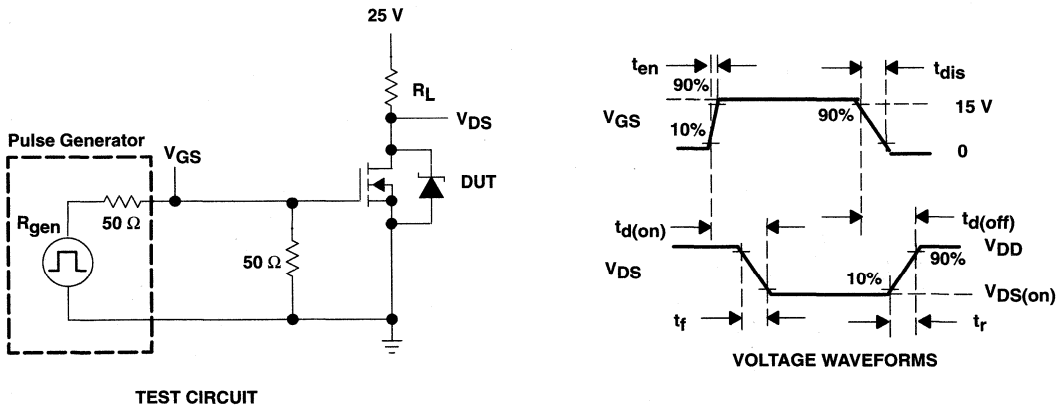 25 V
RL
VDS
Pulse Generator
VGS
DUT
Rgen
50 Ω
50 Ω
TEST CIRCUIT
ten
tdis
90%
VGS
10%
90%
15 V
0
td(on)
td(off)
VDD
VDS
10%
90%
VDS(on)
tf
tr
VOLTAGE WAVEFORMS